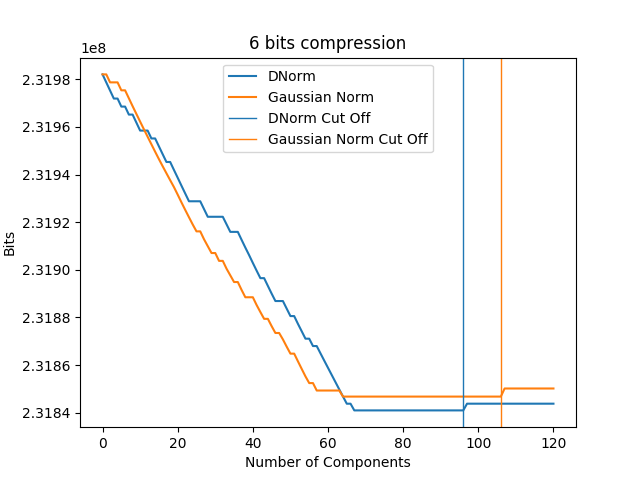 6 bits compression
1e8
DNorm
Gaussian Norm
DNorm Cut Off
Gaussian Norm Cut Off
2.3198
2.3196
2.3194
2.3192
2.3190
2.3188
2.3186
2.3184
Bits
0 20 40 60 80 100 120
Number of Components